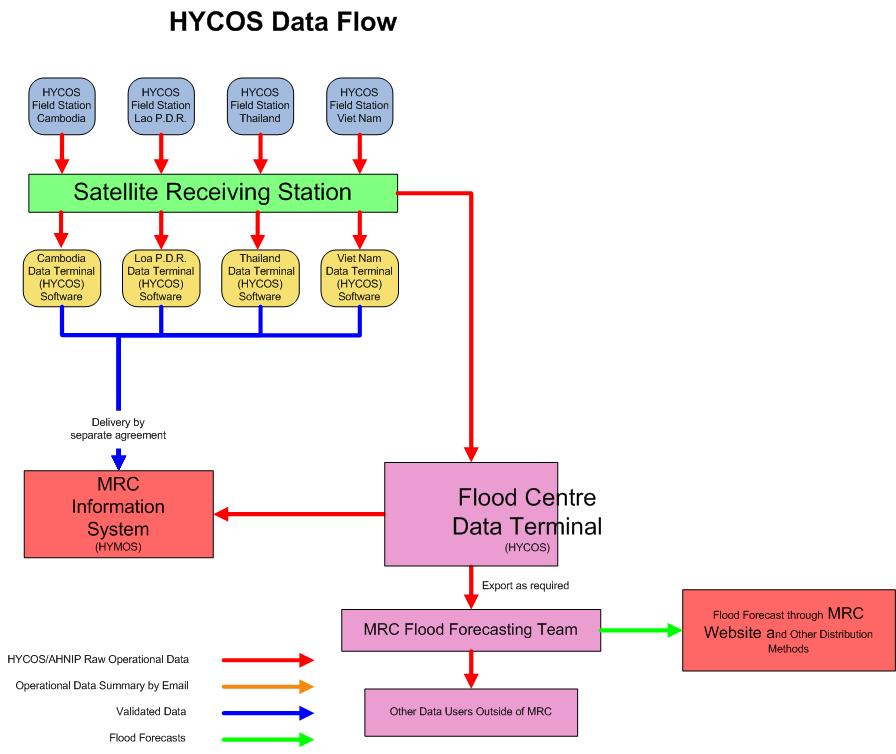 HYCOS Data Flow
HYCOS
Field Station
Cambodia
HYCOS
Field Station
Lao P.D.R.
HYCOS
Field Station
Thailand
HYCOS
Field Station
Viet Nam
Satellite Receiving Station
Cambodia
Data Terminal
(HYCOS)
Software
Loa P.D.R.
Data Terminal
(HYCOS)
Software
Thailand
Data Terminal
(HYCOS)
Software
Viet Nam
Data Terminal
(HYCOS)
Software
Delivery by
separate agreement
MRC
Information
System
(HYMOS)
Flood Centre
Data Terminal
(HYCOS)
Export as required
MRC Flood Forecasting Team
Flood Forecast through MRC
Website and Other Distribution
Methods
Other Data Users Outside of MRC
HYCOS/AHNIP Raw Operational Data
Operational Data Summary by Email
Validated Data
Flood Forecasts